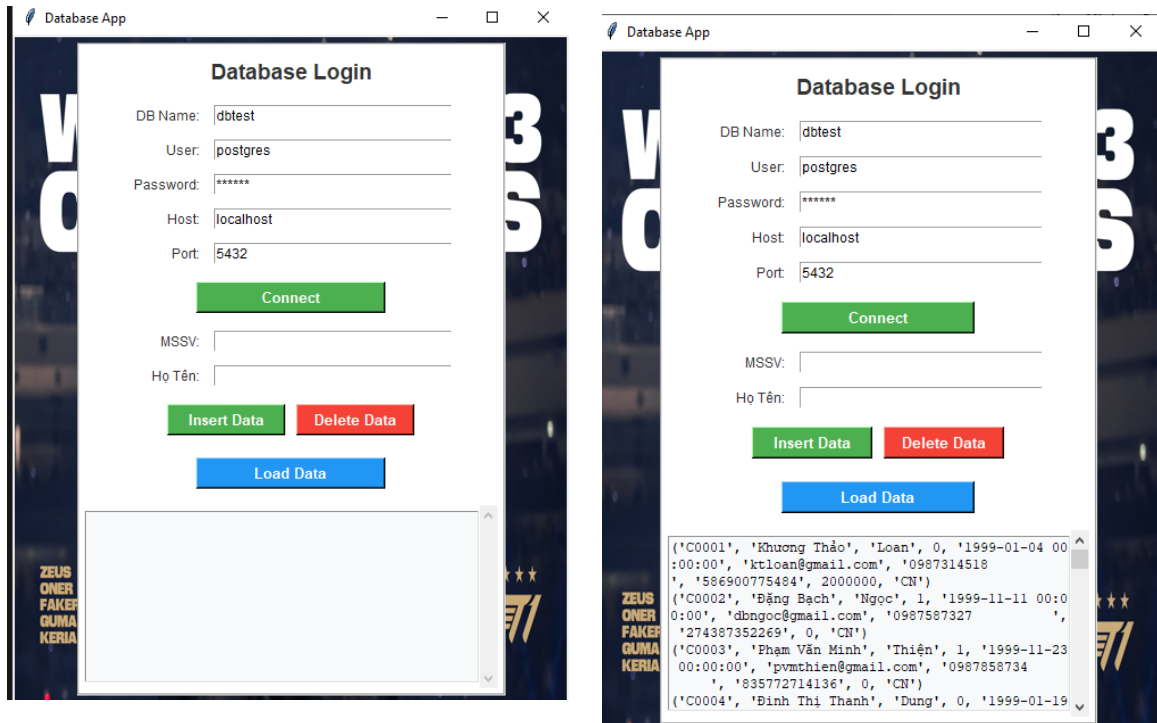 Database App
Database Login
DB Name: dbtest
User: postgres
Password: ******
Host: localhost
Port: 5432
Connect
MSSV:
Họ Tên:
Insert Data Delete Data
Load Data
W 3
O S
ZEUS
ONER
FAKER
GUMA
KERIA
T1
Database App
Database Login
DB Name: dbtest
User: postgres
Password: ******
Host: localhost
Port: 5432
Connect
MSSV:
Họ Tên:
Insert Data Delete Data
Load Data
('C0001', 'Khương Thảo', 'Loan', 0, '1999-01-04 00
:00:00', 'ktloan@gmail.com', '0987314518
', '586900775484', 2000000, 'CN')
('C0002', 'Đặng Bạch', 'Ngọc', 1, '1999-11-11 00:0
0:00', 'dbngoc@gmail.com', '0987587327 ',
'274387352269', 0, 'CN')
('C0003', 'Phạm Văn Minh', 'Thiện', 1, '1999-11-23
00:00:00', 'pvmthien@gmail.com', '0987858734
', '835772714136', 0, 'CN')
('C0004', 'Đinh Thị Thanh', 'Dung', 0, '1999-01-19
W 3
O S
ZEUS
ONER
FAKER
GUMA
KERIA
T1